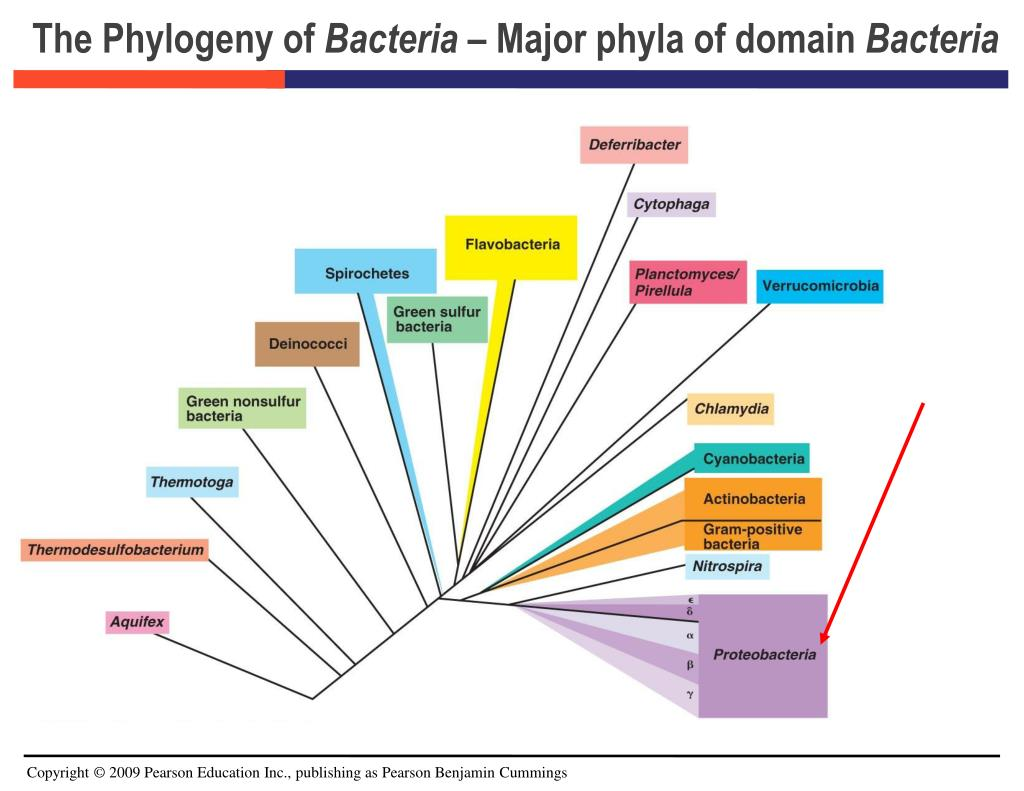 The Phylogeny of Bacteria – Major phyla of domain Bacteria
Deferribacter
Cytophaga
Flavobacteria
Spirochetes
Planctomyces/
Pirellula
Verrucomicrobia
Green sulfur
bacteria
Deinococci
Green nonsulfur
bacteria
Chlamydia
Cyanobacteria
Thermotoga
Actinobacteria
Gram-positive
bacteria
Thermodesulfobacterium
Nitrospira
Aquifex
ϵ
δ
α
β
γ
Proteobacteria
Copyright © 2009 Pearson Education Inc., publishing as Pearson Benjamin Cummings